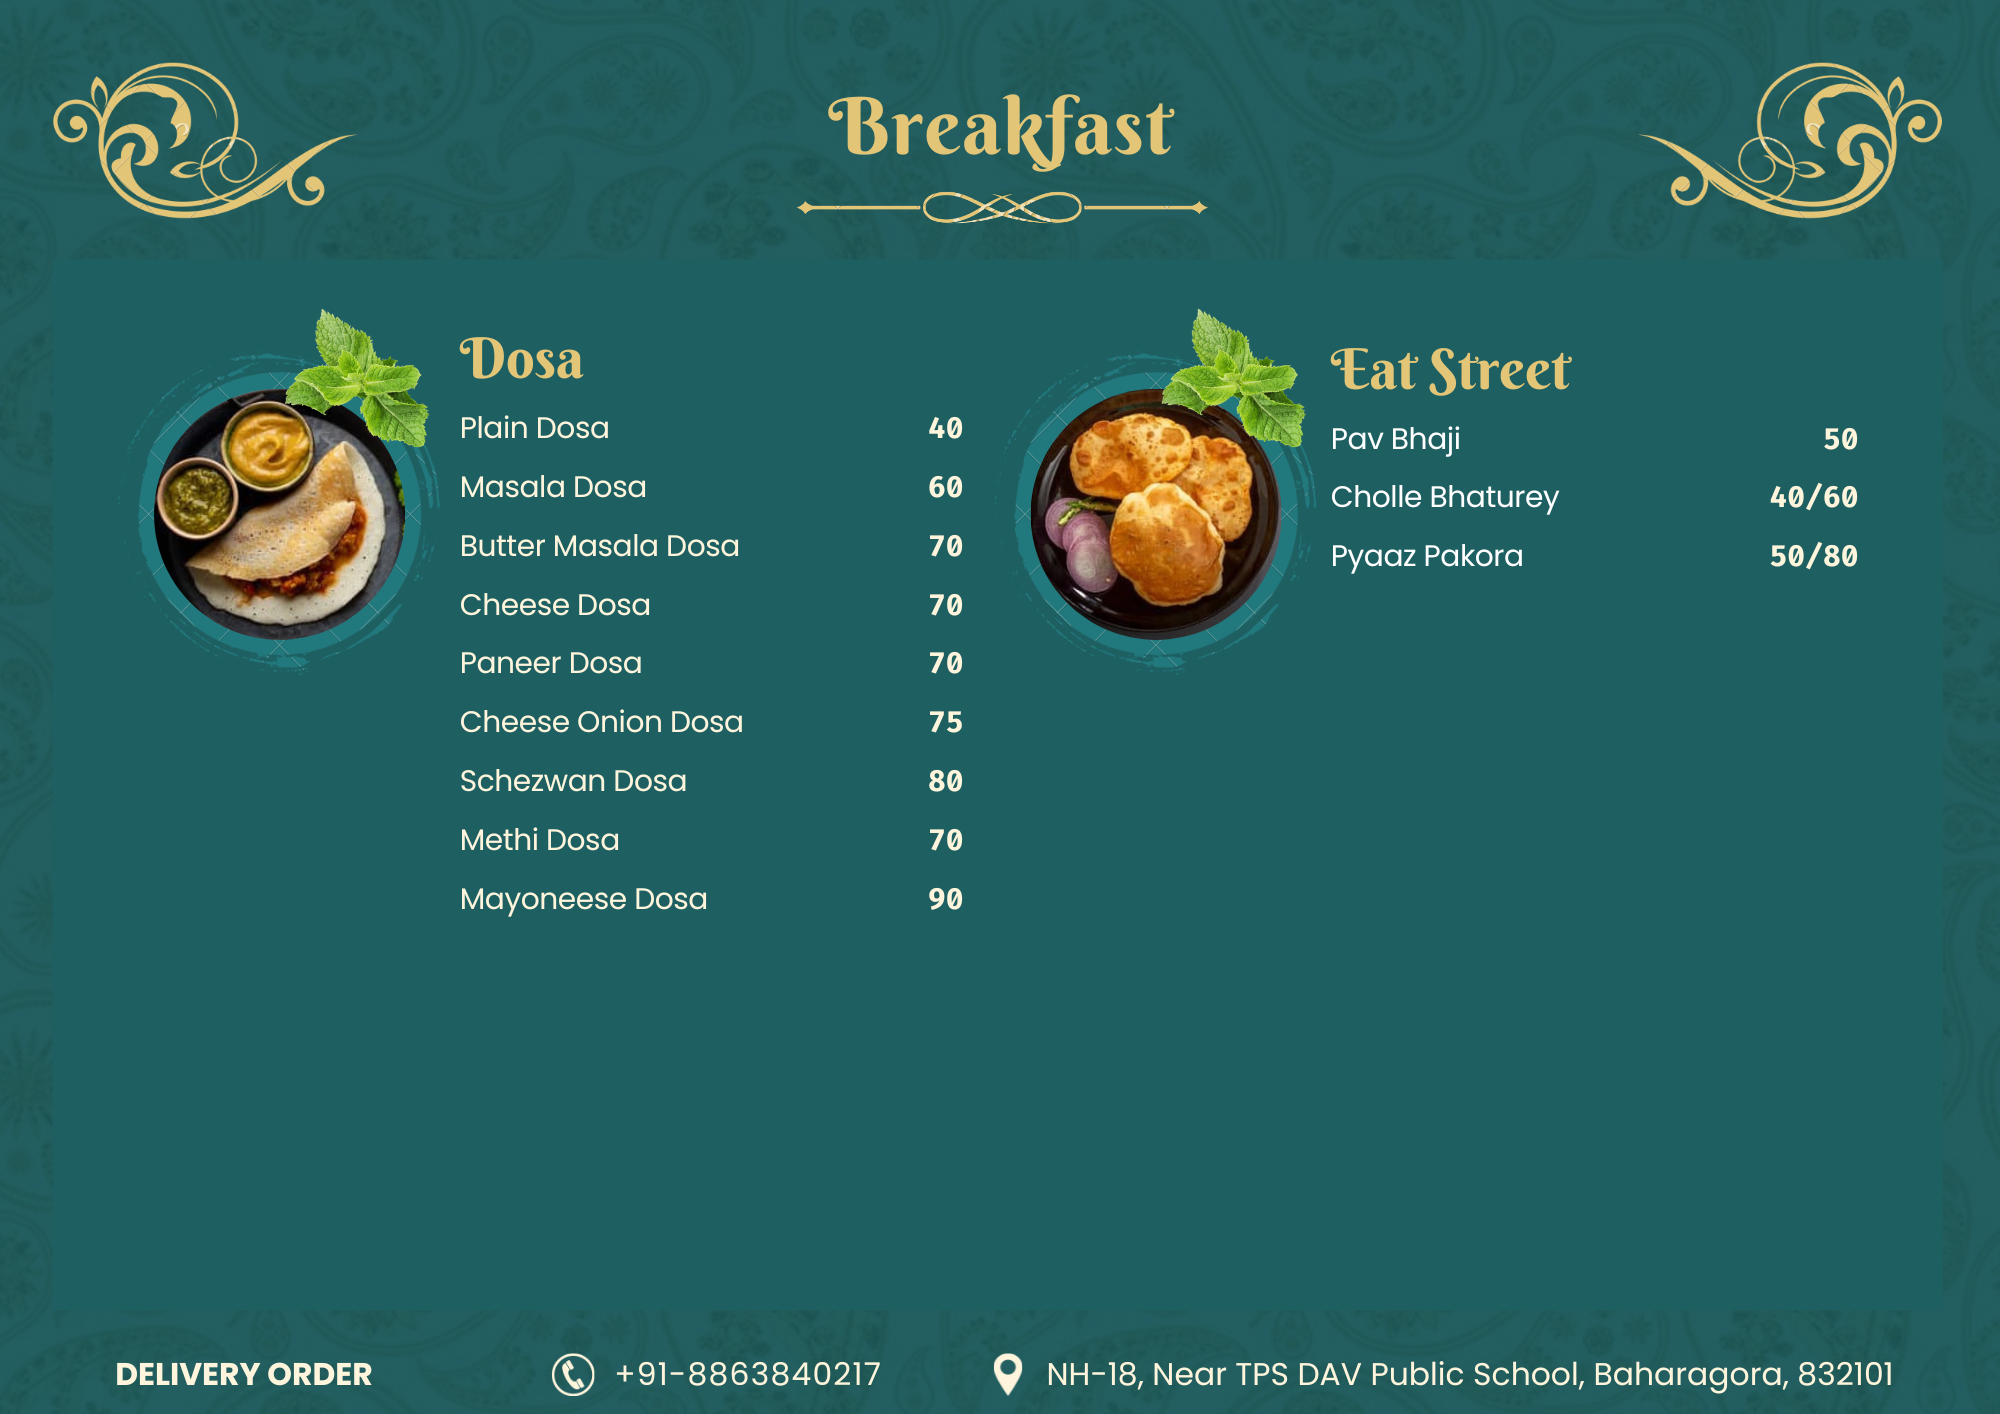 Breakfast
Dosa
Plain Dosa 40
Masala Dosa 60
Butter Masala Dosa 70
Cheese Dosa 70
Paneer Dosa 70
Cheese Onion Dosa 75
Schezwan Dosa 80
Methi Dosa 70
Mayoneese Dosa 90
Eat Street
Pav Bhaji 50
Cholle Bhaturey 40/60
Pyaaz Pakora 50/80
DELIVERY ORDER +91-8863840217 NH-18, Near TPS DAV Public School, Baharagora, 832101